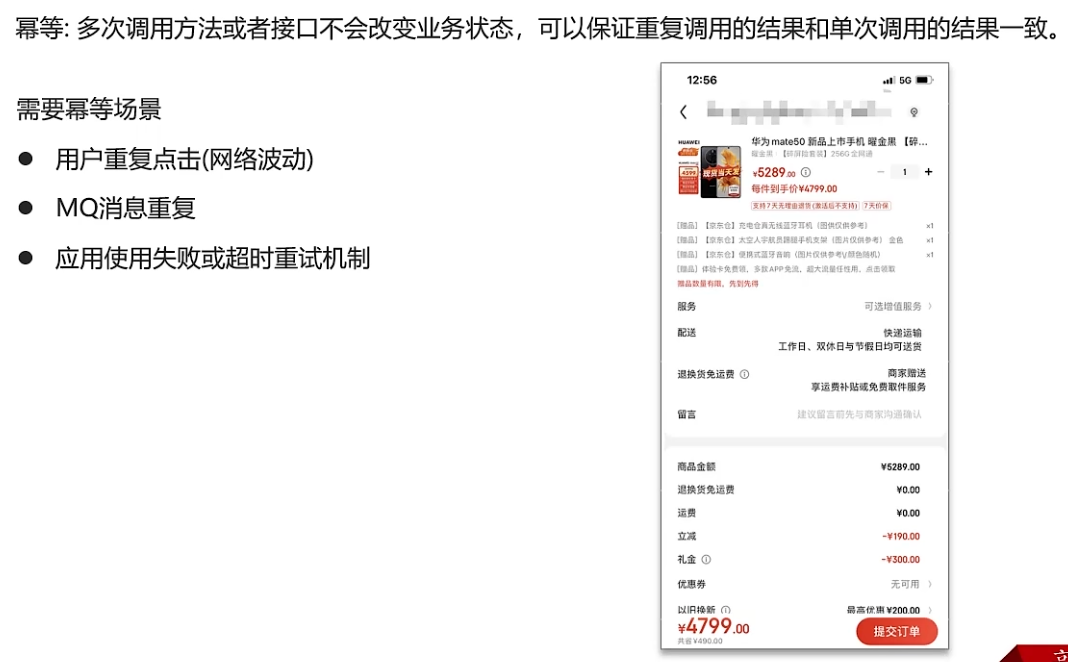 幂等: 多次调用方法或者接口不会改变业务状态，可以保证重复调用的结果和单次调用的结果一致。
需要幂等场景
● 用户重复点击(网络波动)
● MQ消息重复
● 应用使用失败或超时重试机制
12:56
5G
HUAWEI
现货当天发
华为mate50 新品上市手机 曜金黑 【碎...
曜金黑 【碎屏险套装】256G 全网通
¥5289.00
－ 1 +
每件到手价¥4799.00
支持7天无理由退货(激活后不支持) 7天价保
[赠品] 【京东仓】充电仓真无线蓝牙耳机（图供仅供参考） ×1
[赠品] 【京东仓】太空人宇航员踢腿手机支架（图片仅供参考） 金色 ×1
[赠品] 【京东仓】便携式蓝牙音响（图片仅供参考\/颜色随机） ×1
[赠品] 体验卡免费领，多款APP免流，超大流量任性用，点击领取
赠品数量有限，先到先得
服务 可选增值服务 〉
配送 快递运输
工作日、双休日与节假日均可送货
退换货免运费 商家赠送
享运费补贴或免费取件服务
留言 建议留言前先与商家沟通确认
商品金额 ¥5289.00
退换货免运费 ¥0.00
运费 ¥0.00
立减 -¥190.00
礼金 -¥300.00
优惠券 无可用 〉
以旧换新 最高优惠¥200.00 〉
¥4799.00
共省 ¥490.00
提交订单